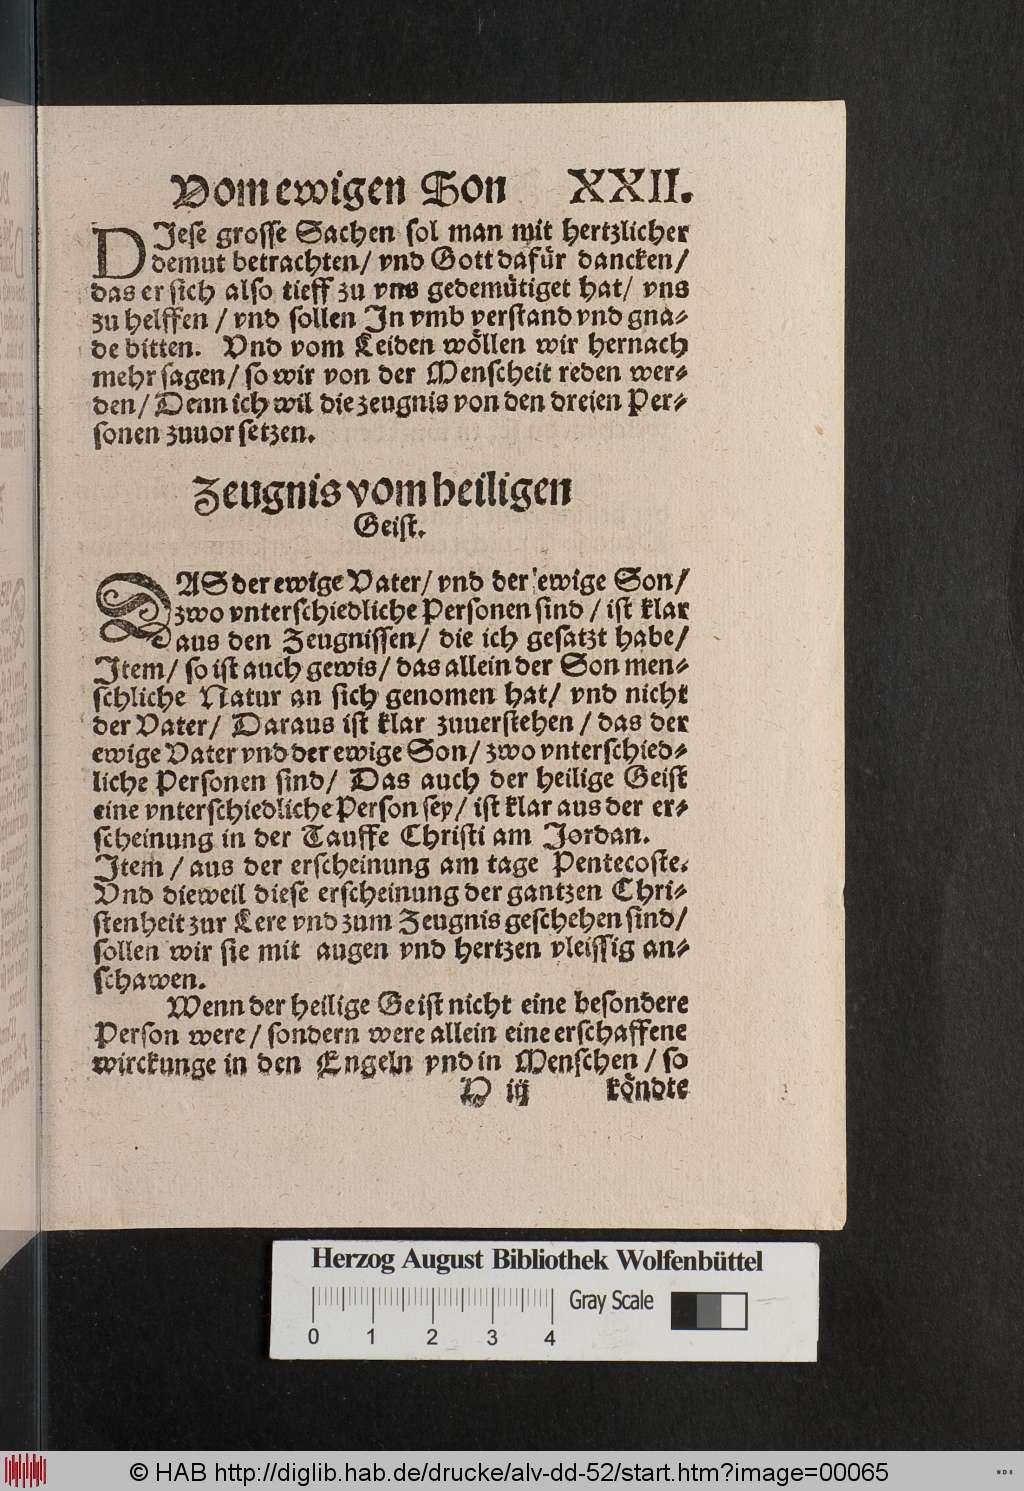 Vom ewigen Son XXII.
DIese grosse Sachen sol man mit hertzlicher
demut betrachten/ vnd Gott dafür dancken/
das er sich also tieff zu vns gedemütiget hat/ vns
zu helffen / vnd sollen In vmb verstand vnd gna-
de bitten. Vnd vom Leiden wöllen wir hernach
mehr sagen/ so wir von der Menscheit reden wer-
den/ Denn ich wil die zeugnis von den dreien Per-
sonen zuuor setzen.
Zeugnis vom heiligen
Geist.
DAS der ewige Vater/ vnd der ewige Son/
zwo vnterschiedliche Personen sind / ist klar
aus den Zeugnissen/ die ich gesatzt habe/
Item/ so ist auch gewis/ das allein der Son men-
schliche Natur an sich genomen hat/ vnd nicht
der Vater/ Daraus ist klar zuuerstehen / das der
ewige Vater vnd der ewige Son/ zwo vnterschied-
liche Personen sind/ Das auch der heilige Geist
eine vnterschiedliche Person sey/ ist klar aus der er-
scheinung in der Tauffe Christi am Jordan.
Item / aus der erscheinung am tage Pentecoste.
Vnd dieweil diese erscheinung der gantzen Chri-
stenheit zur Lere vnd zum Zeugnis geschehen sind/
sollen wir sie mit augen vnd hertzen vleissig an-
schawen.
Wenn der heilige Geist nicht eine besondere
Person were/ sondern were allein eine erschaffene
wirckunge in den Engeln vnd in Menschen / so
D iij köndte
Herzog August Bibliothek Wolfenbüttel
Gray Scale
0 1 2 3 4
© HAB http://diglib.hab.de/drucke/alv-dd-52/start.htm?image=00065
WDB